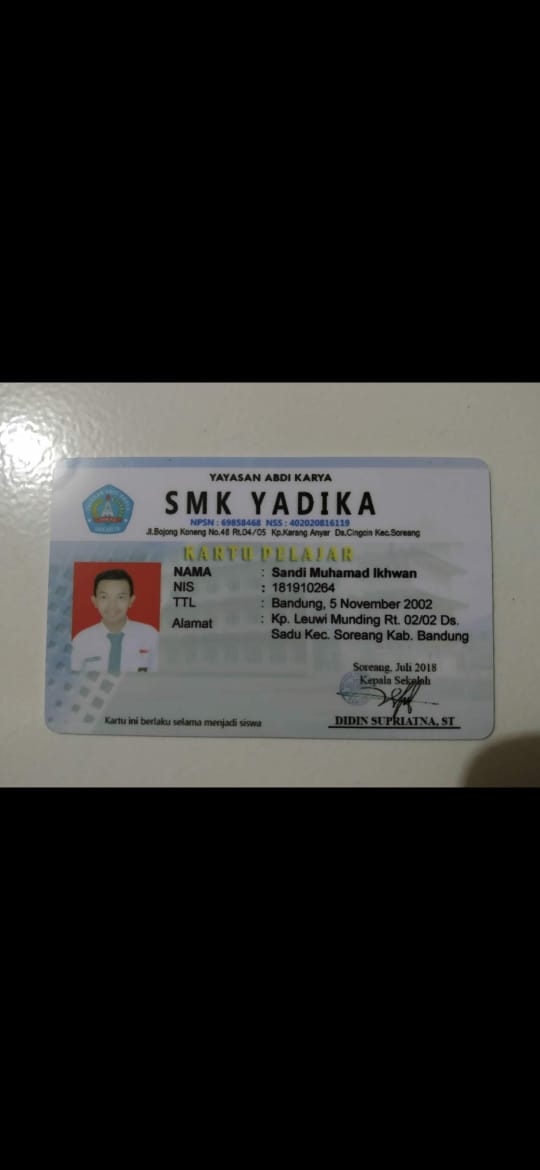 YAYASAN ABDI KARYA
SMK YADIKA
NPSN : 69858468 NSS : 402020816119
Jl.Bojong Koneng No.48 Rt.04/05 Kp.Karang Anyar Ds.Cingcin Kec.Soreang
KARTU PELAJAR
NAMA : Sandi Muhamad Ikhwan
NIS : 181910264
TTL : Bandung, 5 November 2002
Alamat : Kp. Leuwi Munding Rt. 02/02 Ds.
Sadu Kec. Soreang Kab. Bandung
Soreang, Juli 2018
Kepala Sekolah
DIDIN SUPRIATNA, ST
Kartu ini berlaku selama menjadi siswa